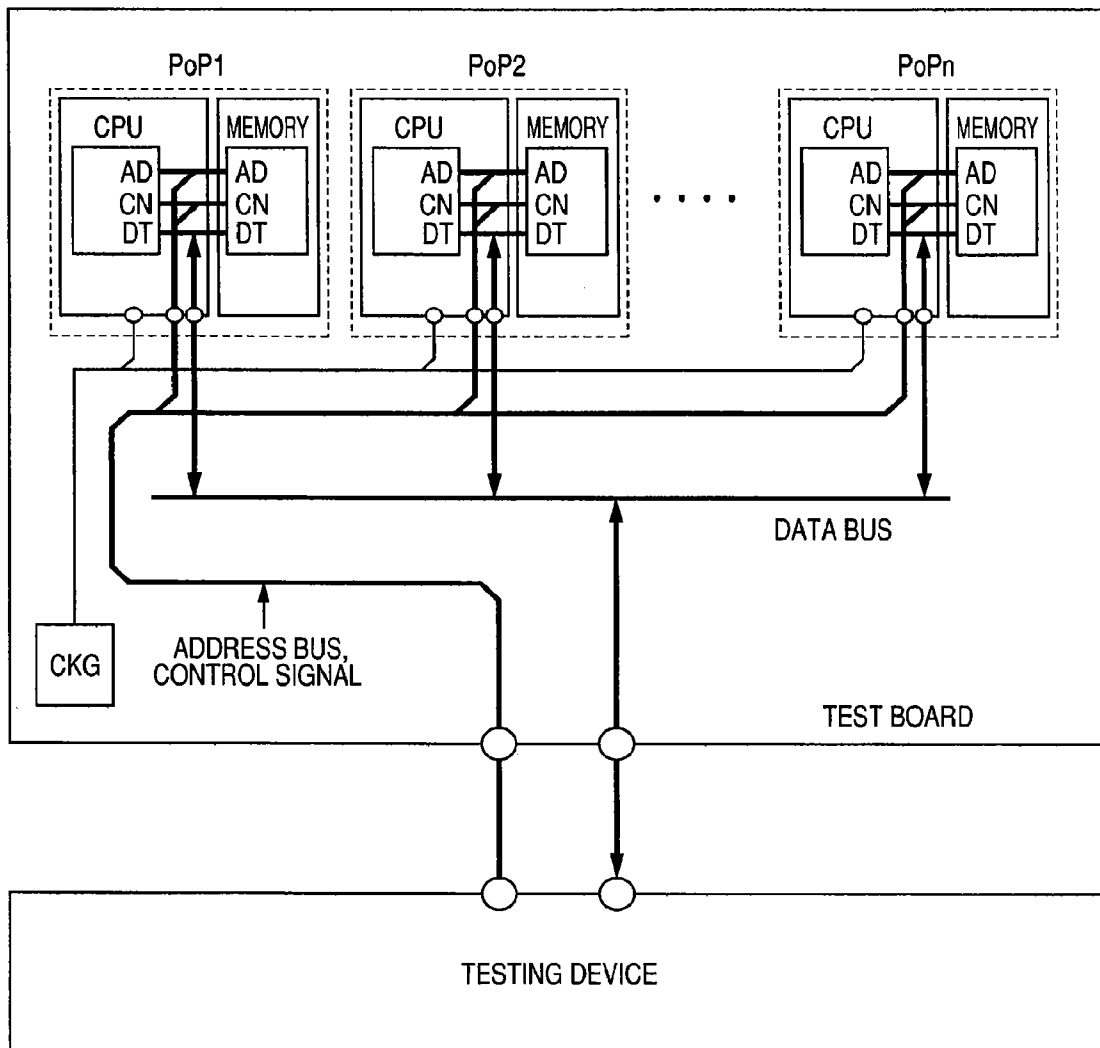 PoP1
PoP2
PoPn
CPU
MEMORY
CPU
MEMORY
CPU
MEMORY
AD
AD
AD
AD
AD
AD
CN
CN
CN
CN
CN
CN
DT
DT
DT
DT
DT
DT
DATA BUS
ADDRESS BUS,
CONTROL SIGNAL
CKG
TEST BOARD
TESTING DEVICE